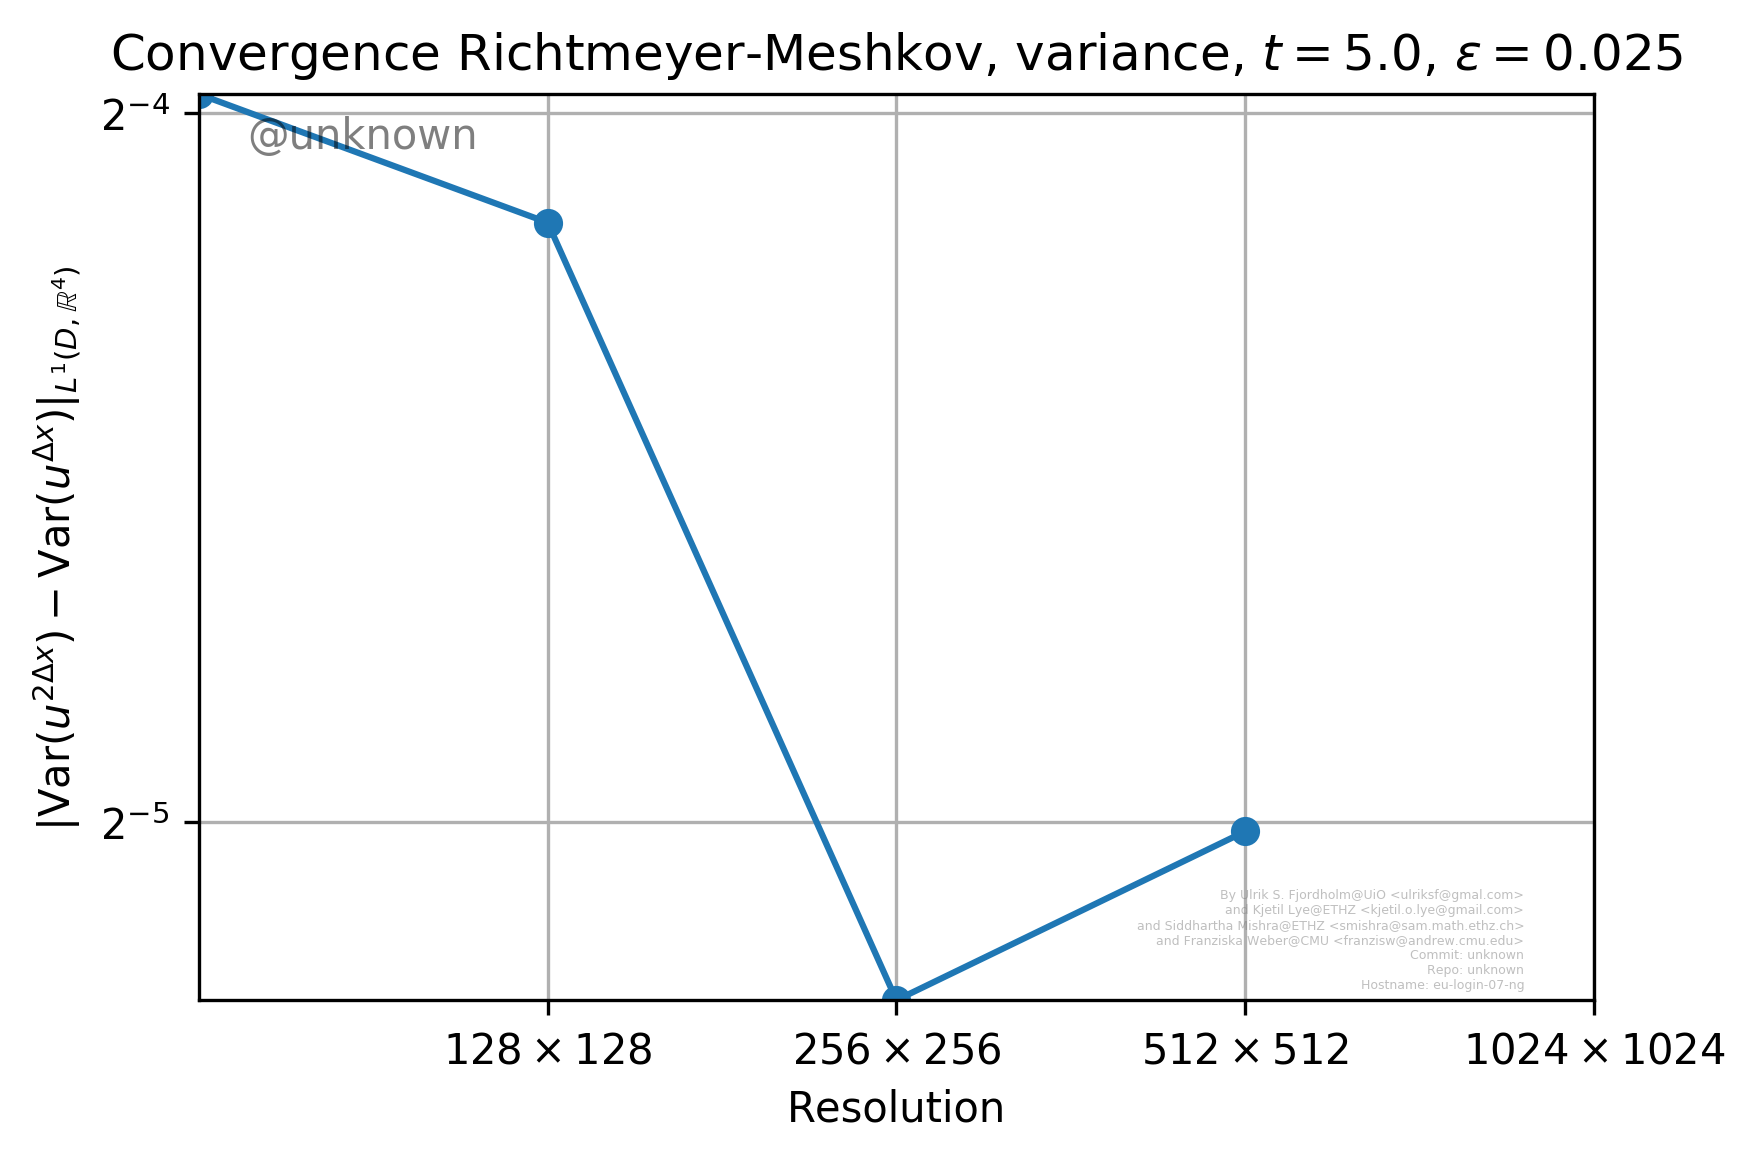 Convergence Richtmeyer-Meshkov, variance, t = 5.0, ε = 0.025
2⁻⁴
@unknown
|Var(u^{2Δx}) − Var(u^{Δx})|_{L¹(D, ℝ⁴)}
2⁻⁵
By Ulrik S. Fjordholm@UiO <ulriksf@gmal.com>
and Kjetil Lye@ETHZ <kjetil.o.lye@gmail.com>
and Siddhartha Mishra@ETHZ <smishra@sam.math.ethz.ch>
and Franziska Weber@CMU <franzisw@andrew.cmu.edu>
Commit: unknown
Repo: unknown
Hostname: eu-login-07-ng
128 × 128 256 × 256 512 × 512 1024 × 1024
Resolution